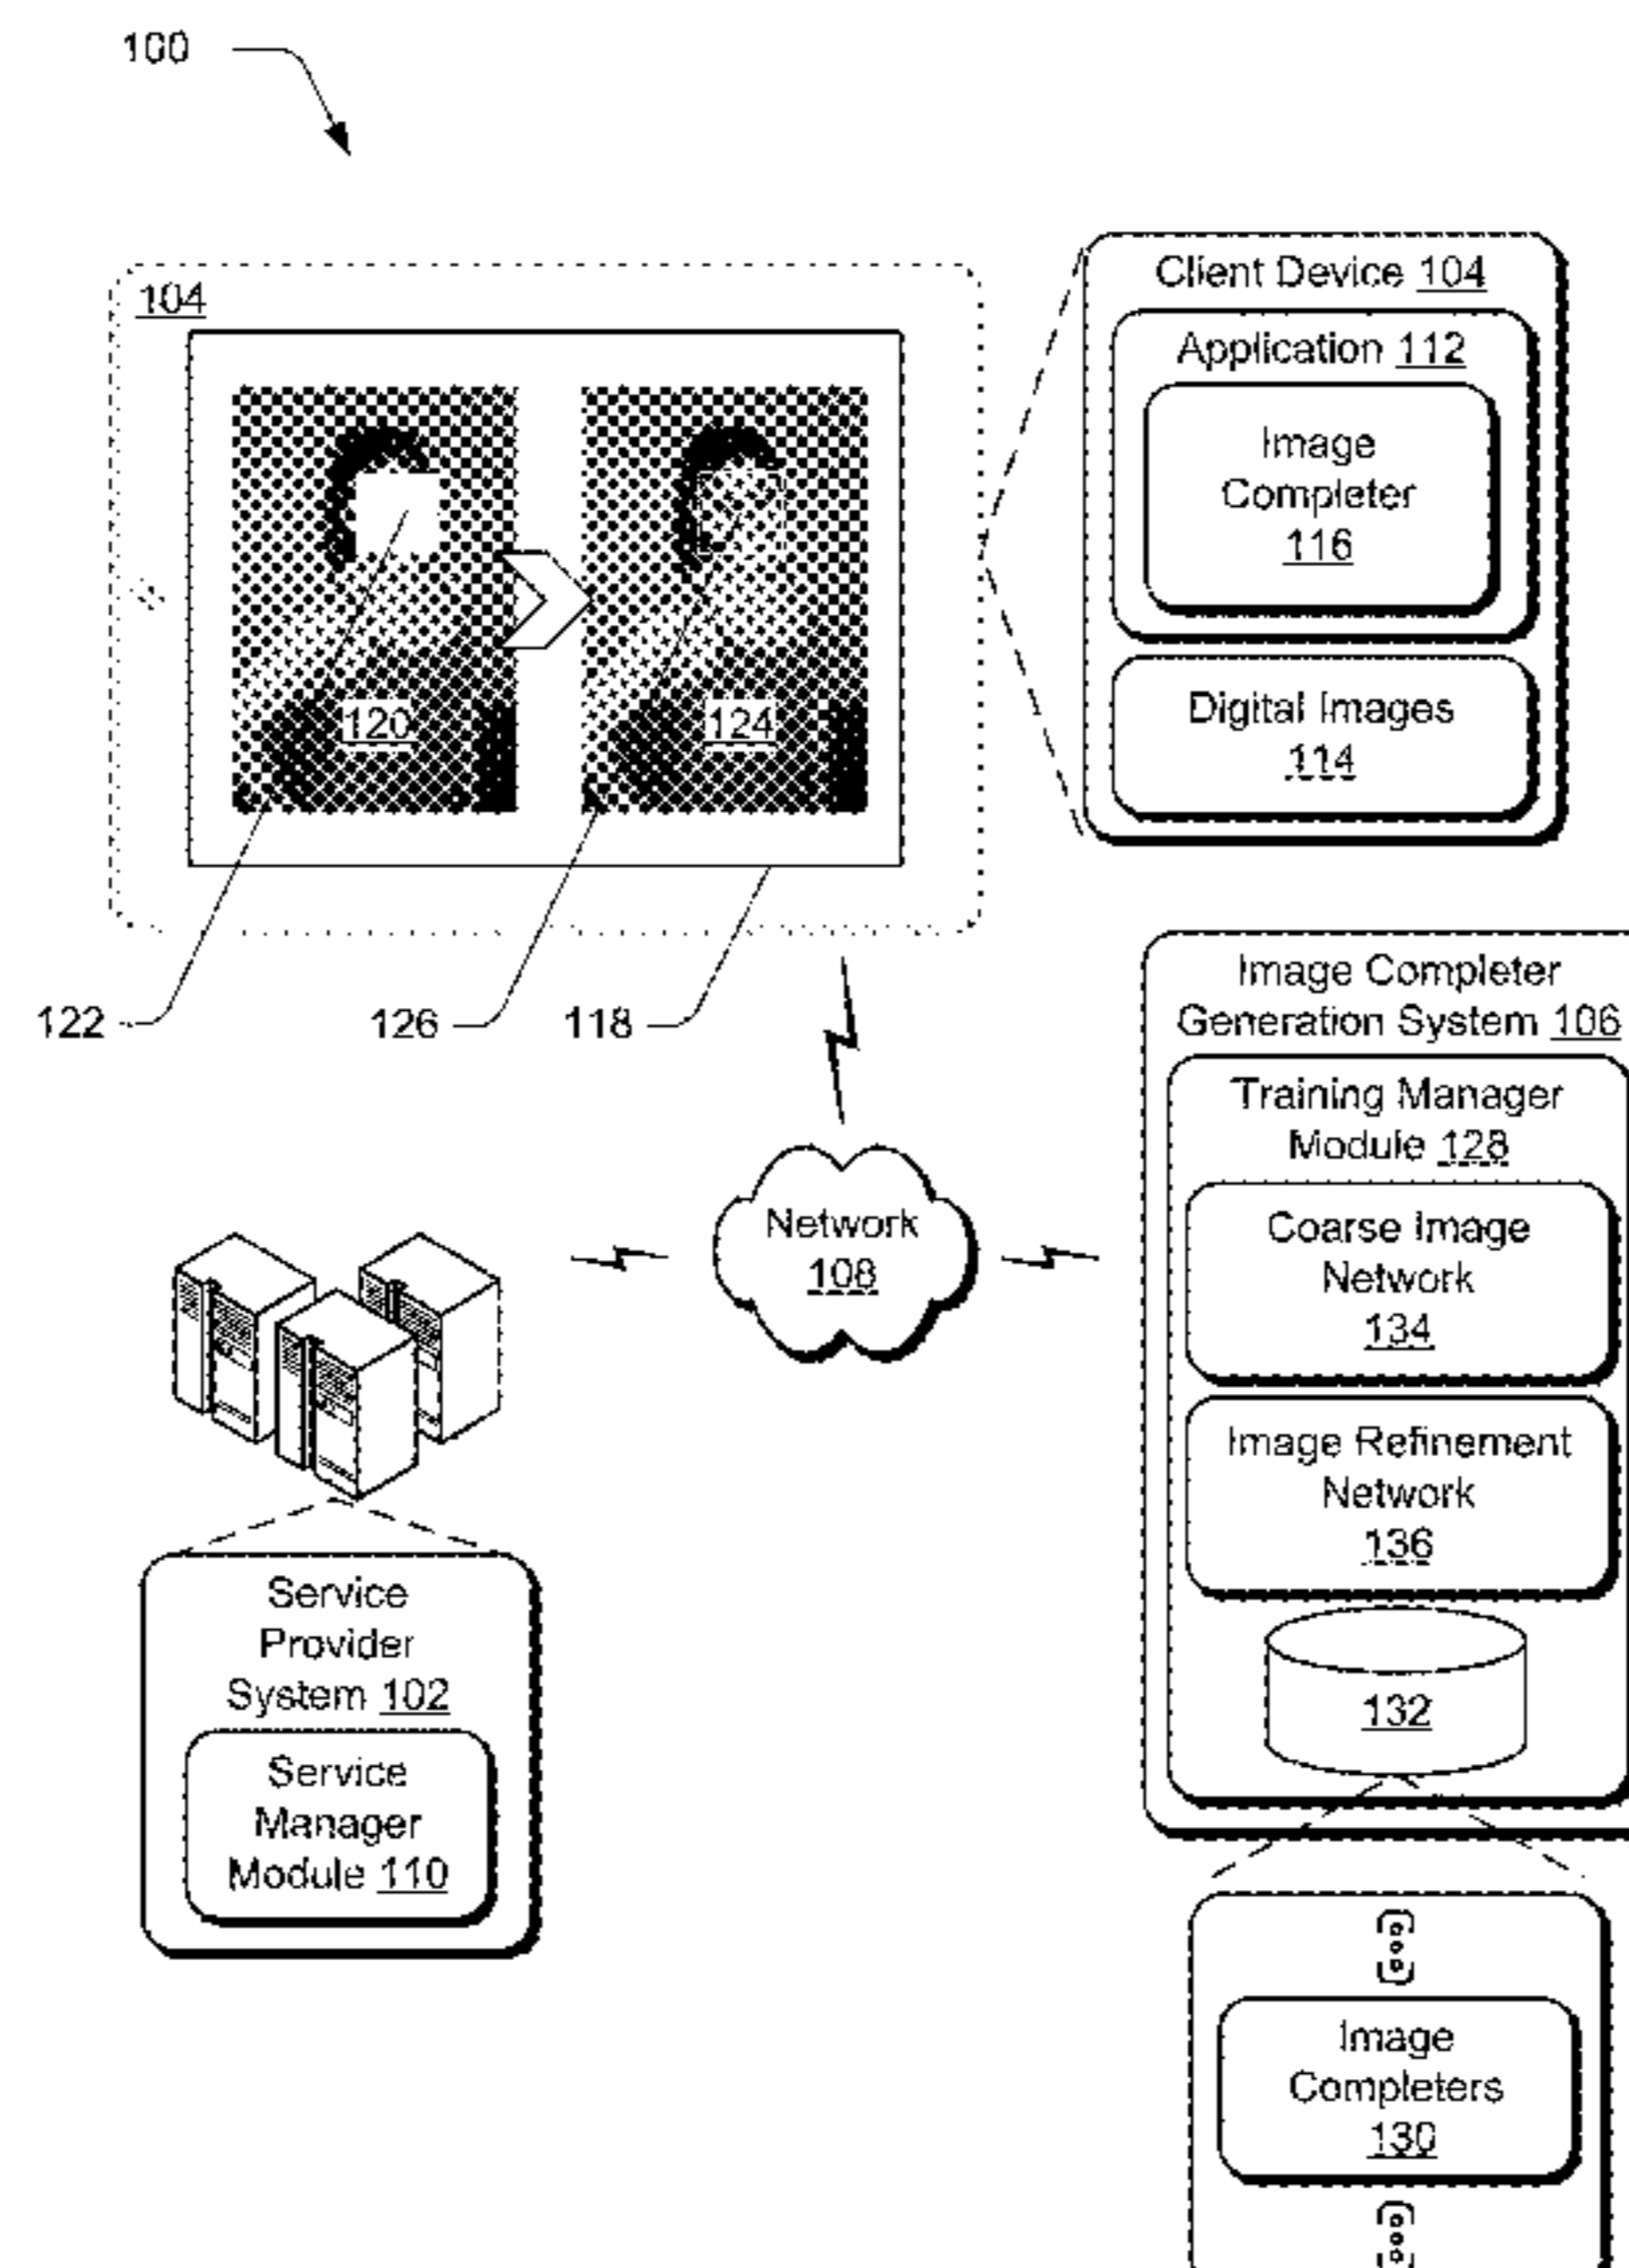 100
104
120
124
122
126
118
Client Device 104
Application 112
Image
Completer
116
Digital Images
114
Image Completer
Generation System 106
Training Manager
Module 128
Coarse Image
Network
134
Image Refinement
Network
136
132
Network
108
Service
Provider
System 102
Service
Manager
Module 110
Image
Completers
130